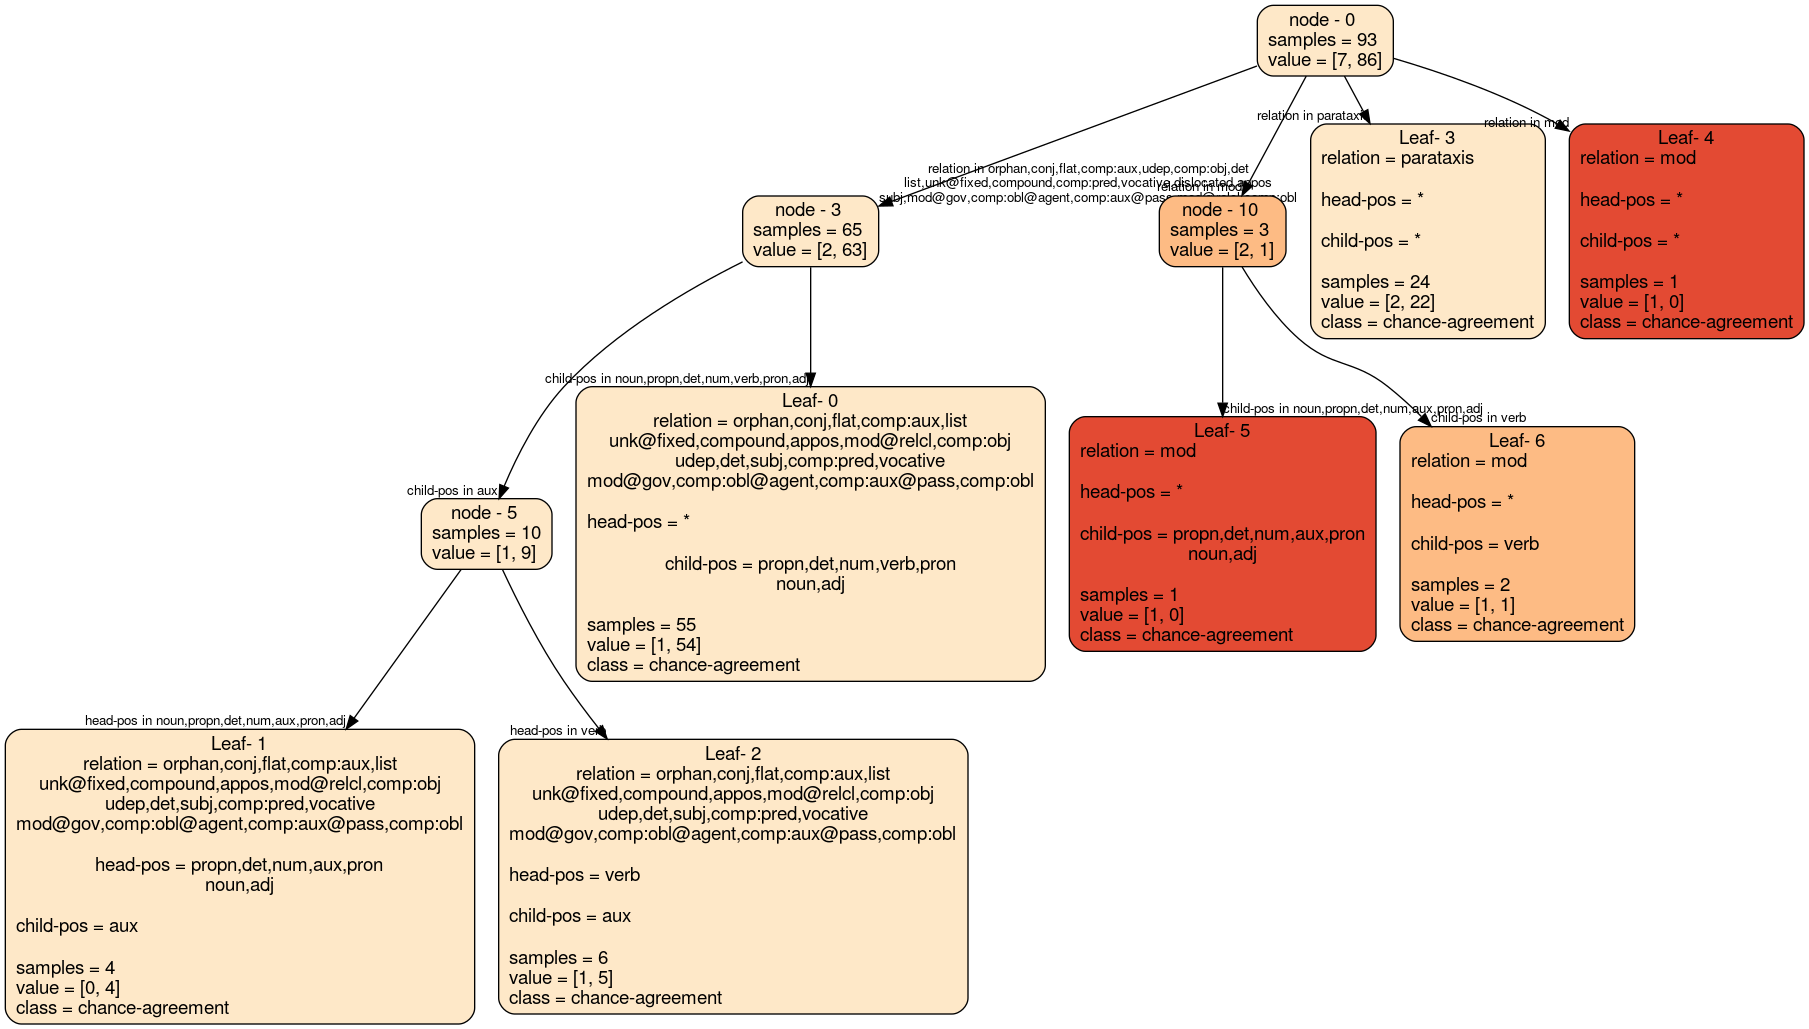 node - 0
samples = 93
value = [7, 86]
relation in orphan,conj,flat,comp:aux,udep,comp:obj,det
list,unk@fixed,compound,comp:pred,vocative,dislocated,appos
subj,mod@gov,comp:obl@agent,comp:aux@pass,mod@relcl,comp:obl
relation in mod
relation in parataxis
relation in mod
node - 3
samples = 65
value = [2, 63]
node - 10
samples = 3
value = [2, 1]
Leaf- 3
relation = parataxis
head-pos = *
child-pos = *
samples = 24
value = [2, 22]
class = chance-agreement
Leaf- 4
relation = mod
head-pos = *
child-pos = *
samples = 1
value = [1, 0]
class = chance-agreement
child-pos in aux
child-pos in noun,propn,det,num,verb,pron,adj
child-pos in noun,propn,det,num,aux,pron,adj
child-pos in verb
node - 5
samples = 10
value = [1, 9]
Leaf- 0
relation = orphan,conj,flat,comp:aux,list
unk@fixed,compound,appos,mod@relcl,comp:obj
udep,det,subj,comp:pred,vocative
mod@gov,comp:obl@agent,comp:aux@pass,comp:obl
head-pos = *
child-pos = propn,det,num,verb,pron
noun,adj
samples = 55
value = [1, 54]
class = chance-agreement
Leaf- 5
relation = mod
head-pos = *
child-pos = propn,det,num,aux,pron
noun,adj
samples = 1
value = [1, 0]
class = chance-agreement
Leaf- 6
relation = mod
head-pos = *
child-pos = verb
samples = 2
value = [1, 1]
class = chance-agreement
head-pos in noun,propn,det,num,aux,pron,adj
head-pos in verb
Leaf- 1
relation = orphan,conj,flat,comp:aux,list
unk@fixed,compound,appos,mod@relcl,comp:obj
udep,det,subj,comp:pred,vocative
mod@gov,comp:obl@agent,comp:aux@pass,comp:obl
head-pos = propn,det,num,aux,pron
noun,adj
child-pos = aux
samples = 4
value = [0, 4]
class = chance-agreement
Leaf- 2
relation = orphan,conj,flat,comp:aux,list
unk@fixed,compound,appos,mod@relcl,comp:obj
udep,det,subj,comp:pred,vocative
mod@gov,comp:obl@agent,comp:aux@pass,comp:obl
head-pos = verb
child-pos = aux
samples = 6
value = [1, 5]
class = chance-agreement